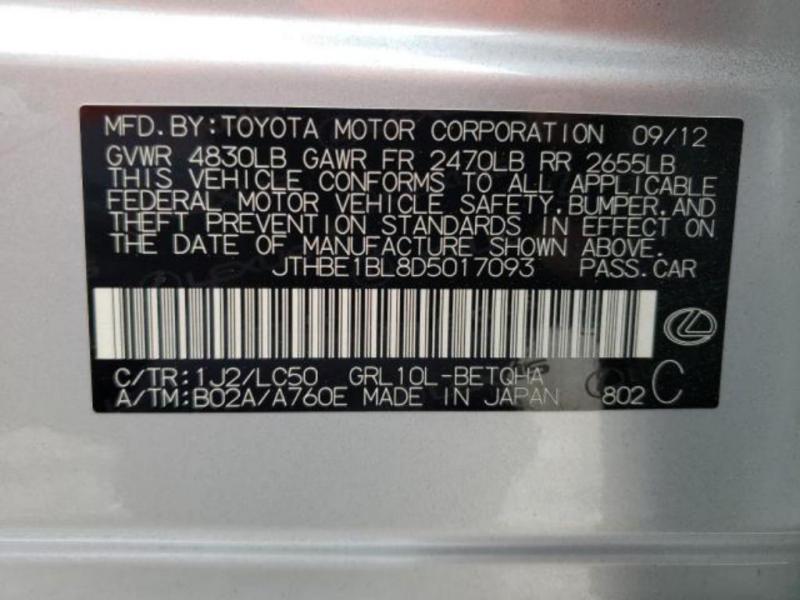 MFD. BY: TOYOTA MOTOR CORPORATION 09/12
GVWR 4830LB GAWR FR 2470LB RR 2655LB
THIS VEHICLE CONFORMS TO ALL APPLICABLE
FEDERAL MOTOR VEHICLE SAFETY, BUMPER, AND
THEFT PREVENTION STANDARDS IN EFFECT ON
THE DATE OF MANUFACTURE SHOWN ABOVE.
JTHBE1BL8D5017093 PASS. CAR
C/TR: 1J2/LC50 GRL10L-BETQHA
A/TM: B02A/A760E MADE IN JAPAN 802 C